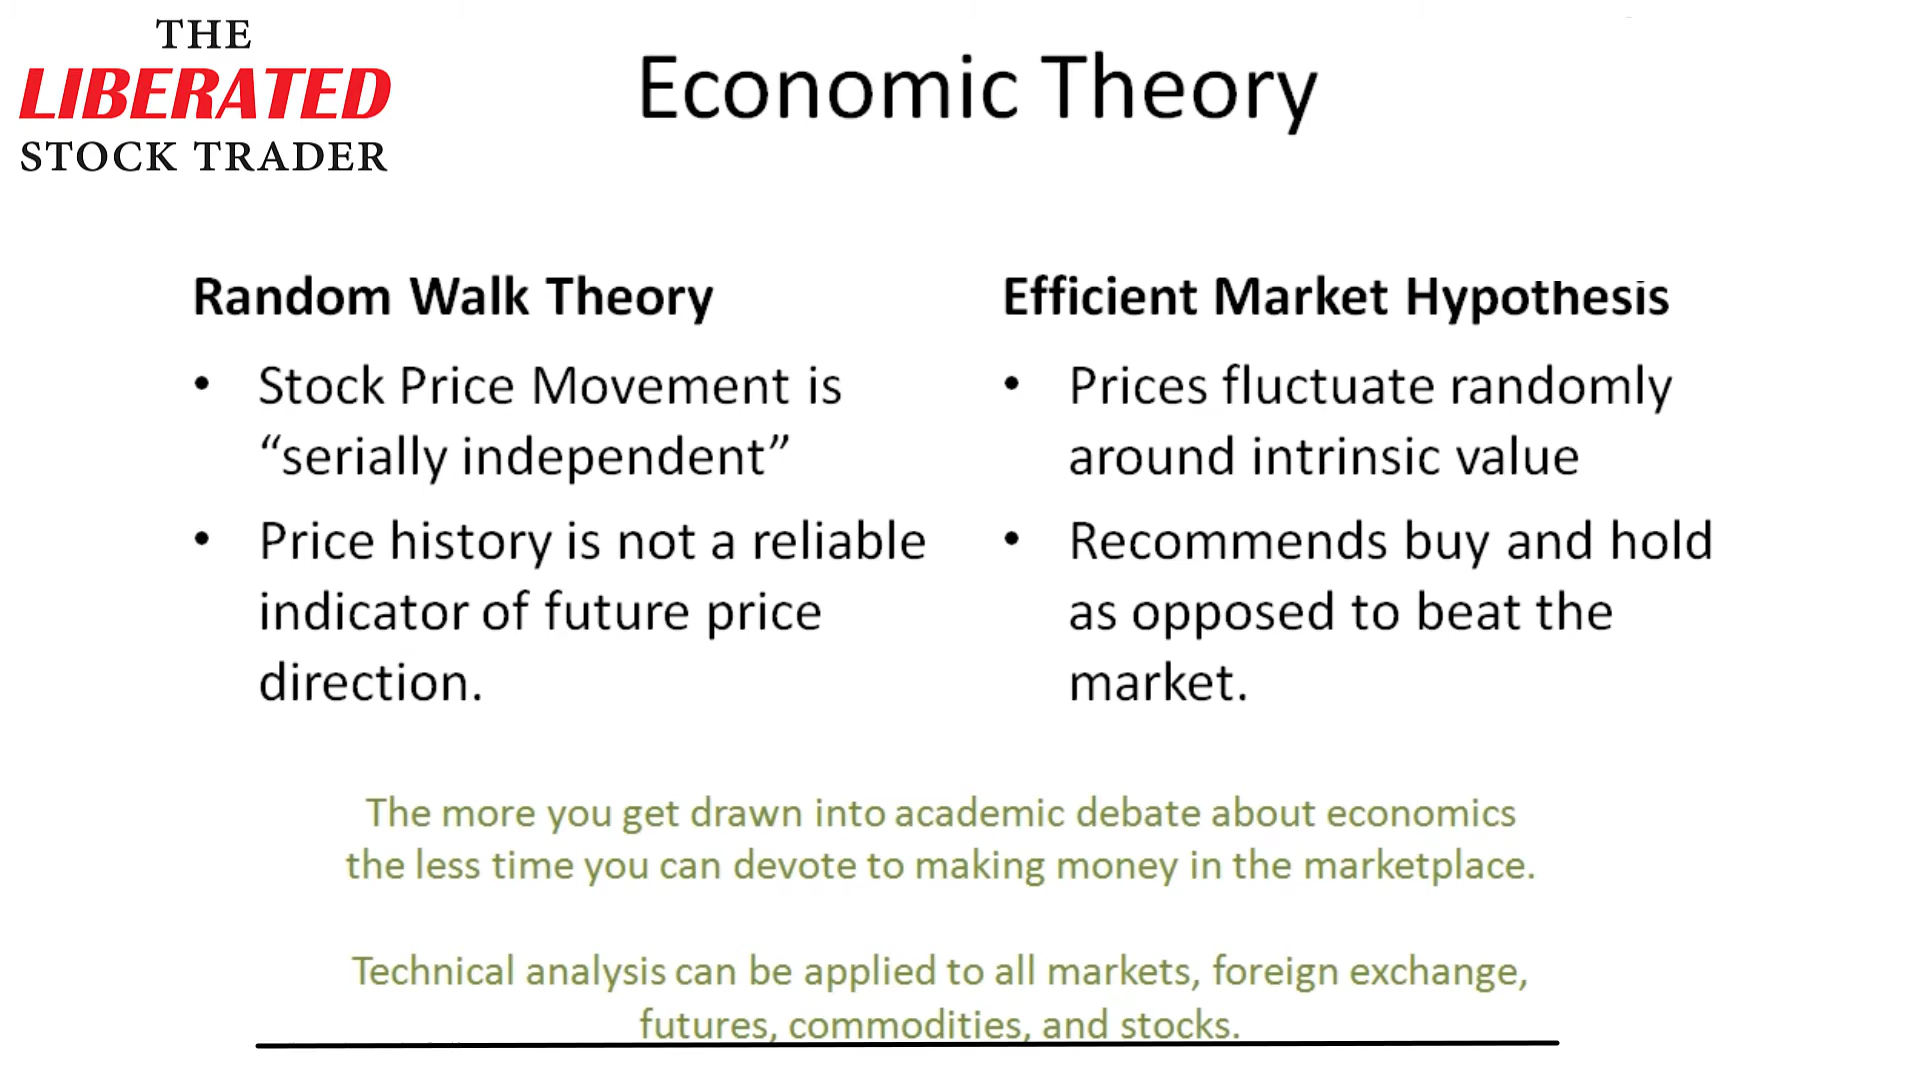 THE
LIBERATED
STOCK TRADER
Economic Theory
Random Walk Theory
• Stock Price Movement is
“serially independent”
• Price history is not a reliable
indicator of future price
direction.
Efficient Market Hypothesis
• Prices fluctuate randomly
around intrinsic value
• Recommends buy and hold
as opposed to beat the
market.
The more you get drawn into academic debate about economics
the less time you can devote to making money in the marketplace.
Technical analysis can be applied to all markets, foreign exchange,
futures, commodities, and stocks.